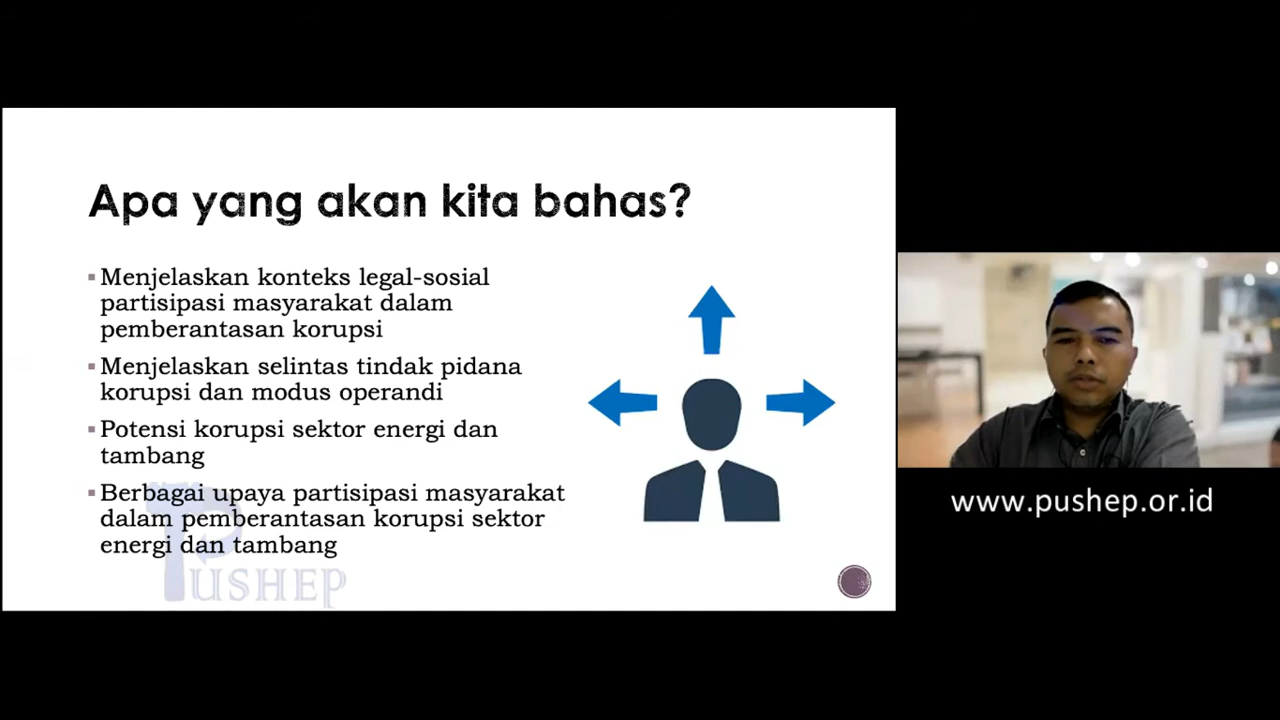 Apa yang akan kita bahas?
Menjelaskan konteks legal-sosial
partisipasi masyarakat dalam
pemberantasan korupsi
Menjelaskan selintas tindak pidana
korupsi dan modus operandi
Potensi korupsi sektor energi dan
tambang
Berbagai upaya partisipasi masyarakat
dalam pemberantasan korupsi sektor
energi dan tambang
PUSHEP
www.pushep.or.id